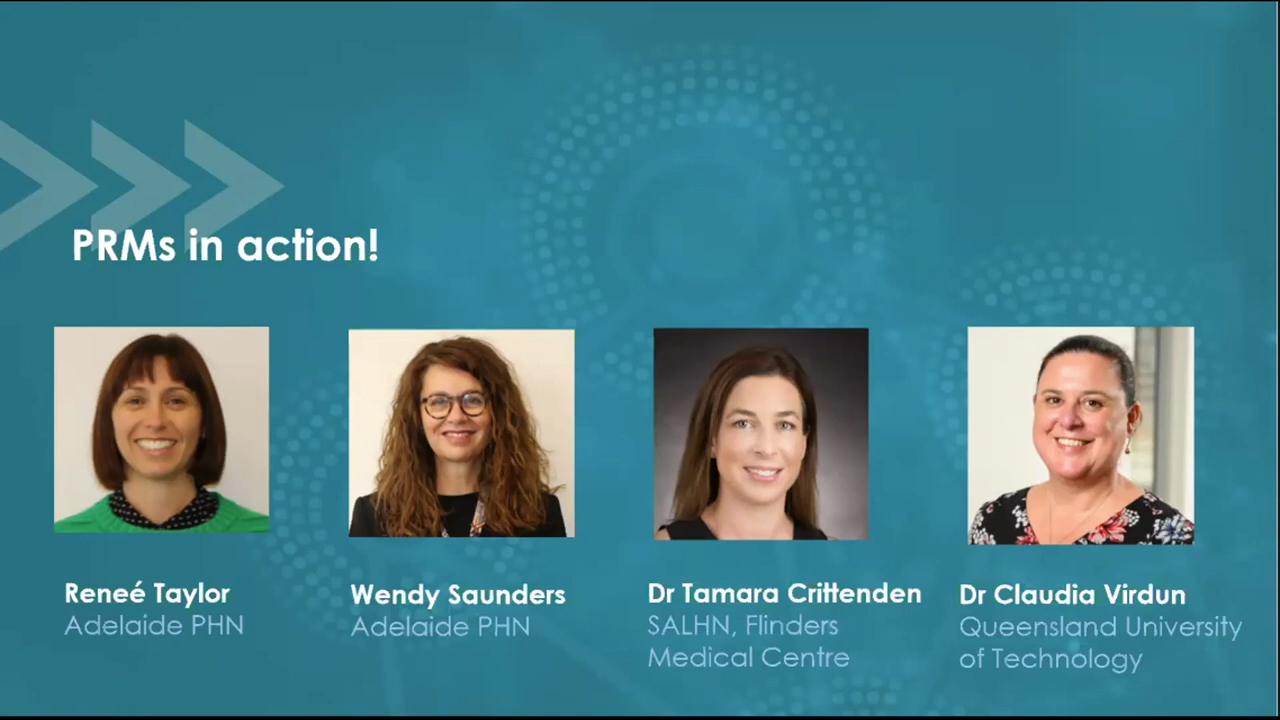 PRMs in action!
Reneé Taylor
Adelaide PHN
Wendy Saunders
Adelaide PHN
Dr Tamara Crittenden
SALHN, Flinders
Medical Centre
Dr Claudia Virdun
Queensland University
of Technology